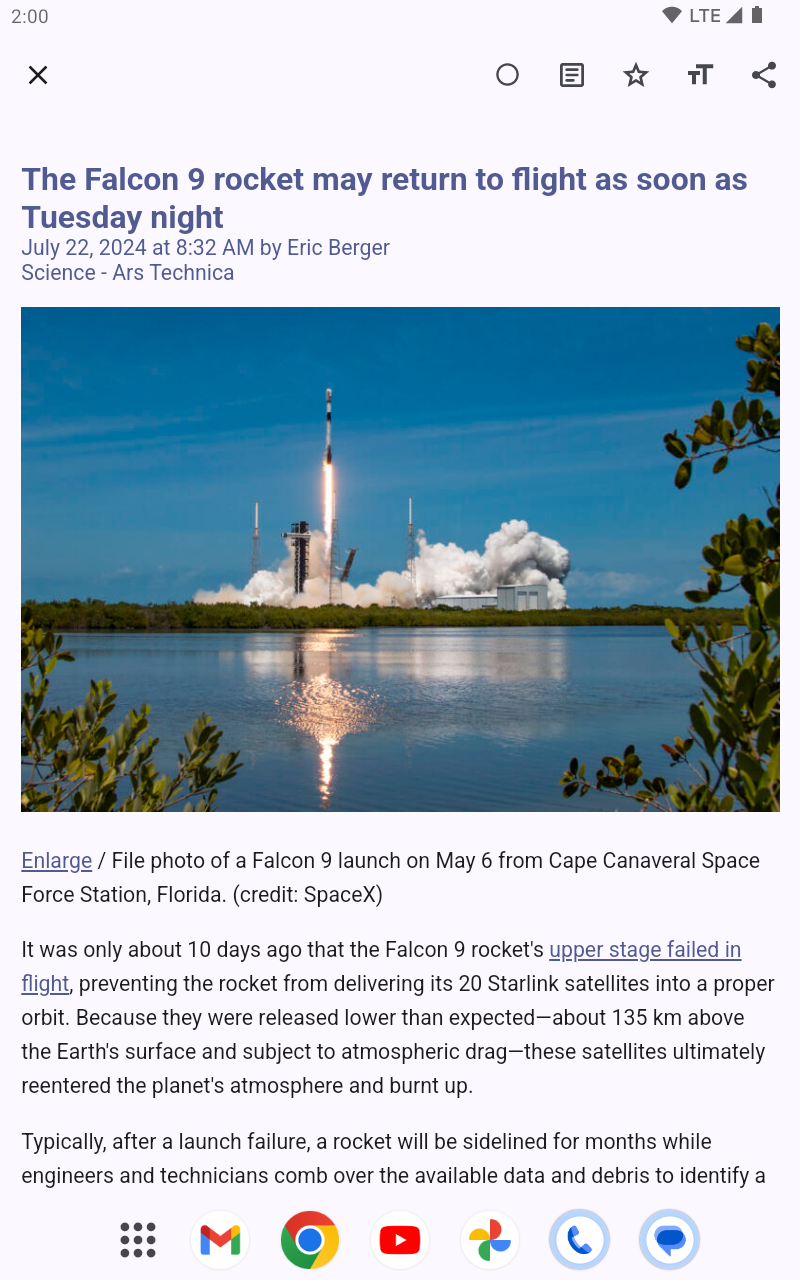 2:00
LTE
The Falcon 9 rocket may return to flight as soon as
Tuesday night
July 22, 2024 at 8:32 AM by Eric Berger
Science - Ars Technica
Enlarge / File photo of a Falcon 9 launch on May 6 from Cape Canaveral Space
Force Station, Florida. (credit: SpaceX)
It was only about 10 days ago that the Falcon 9 rocket's upper stage failed in
flight, preventing the rocket from delivering its 20 Starlink satellites into a proper
orbit. Because they were released lower than expected—about 135 km above
the Earth's surface and subject to atmospheric drag—these satellites ultimately
reentered the planet's atmosphere and burnt up.
Typically, after a launch failure, a rocket will be sidelined for months while
engineers and technicians comb over the available data and debris to identify a